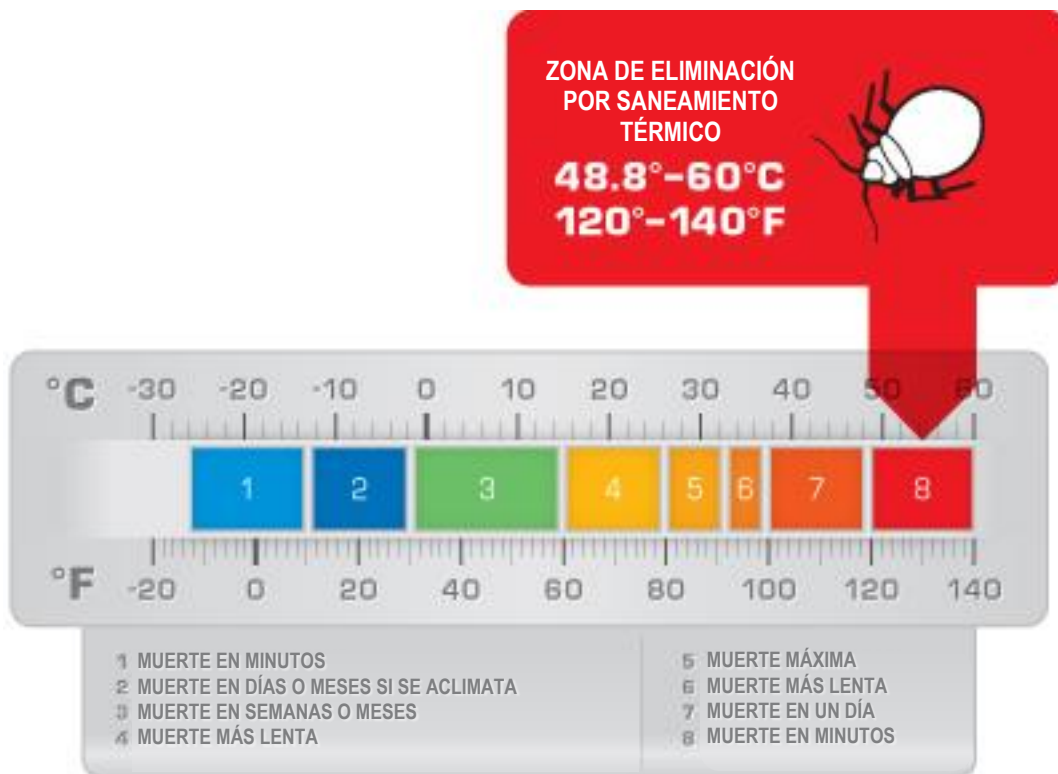 ZONA DE ELIMINACIÓN
POR SANEAMIENTO
TÉRMICO
48.8°-60°C
120°-140°F
°C -30 -20 -10 0 10 20 30 40 50 60
1 2 3 4 5 6 7 8
°F -20 0 20 40 60 80 100 120 140
1 MUERTE EN MINUTOS
2 MUERTE EN DÍAS O MESES SI SE ACLIMATA
3 MUERTE EN SEMANAS O MESES
4 MUERTE MÁS LENTA
5 MUERTE MÁXIMA
6 MUERTE MÁS LENTA
7 MUERTE EN UN DÍA
8 MUERTE EN MINUTOS